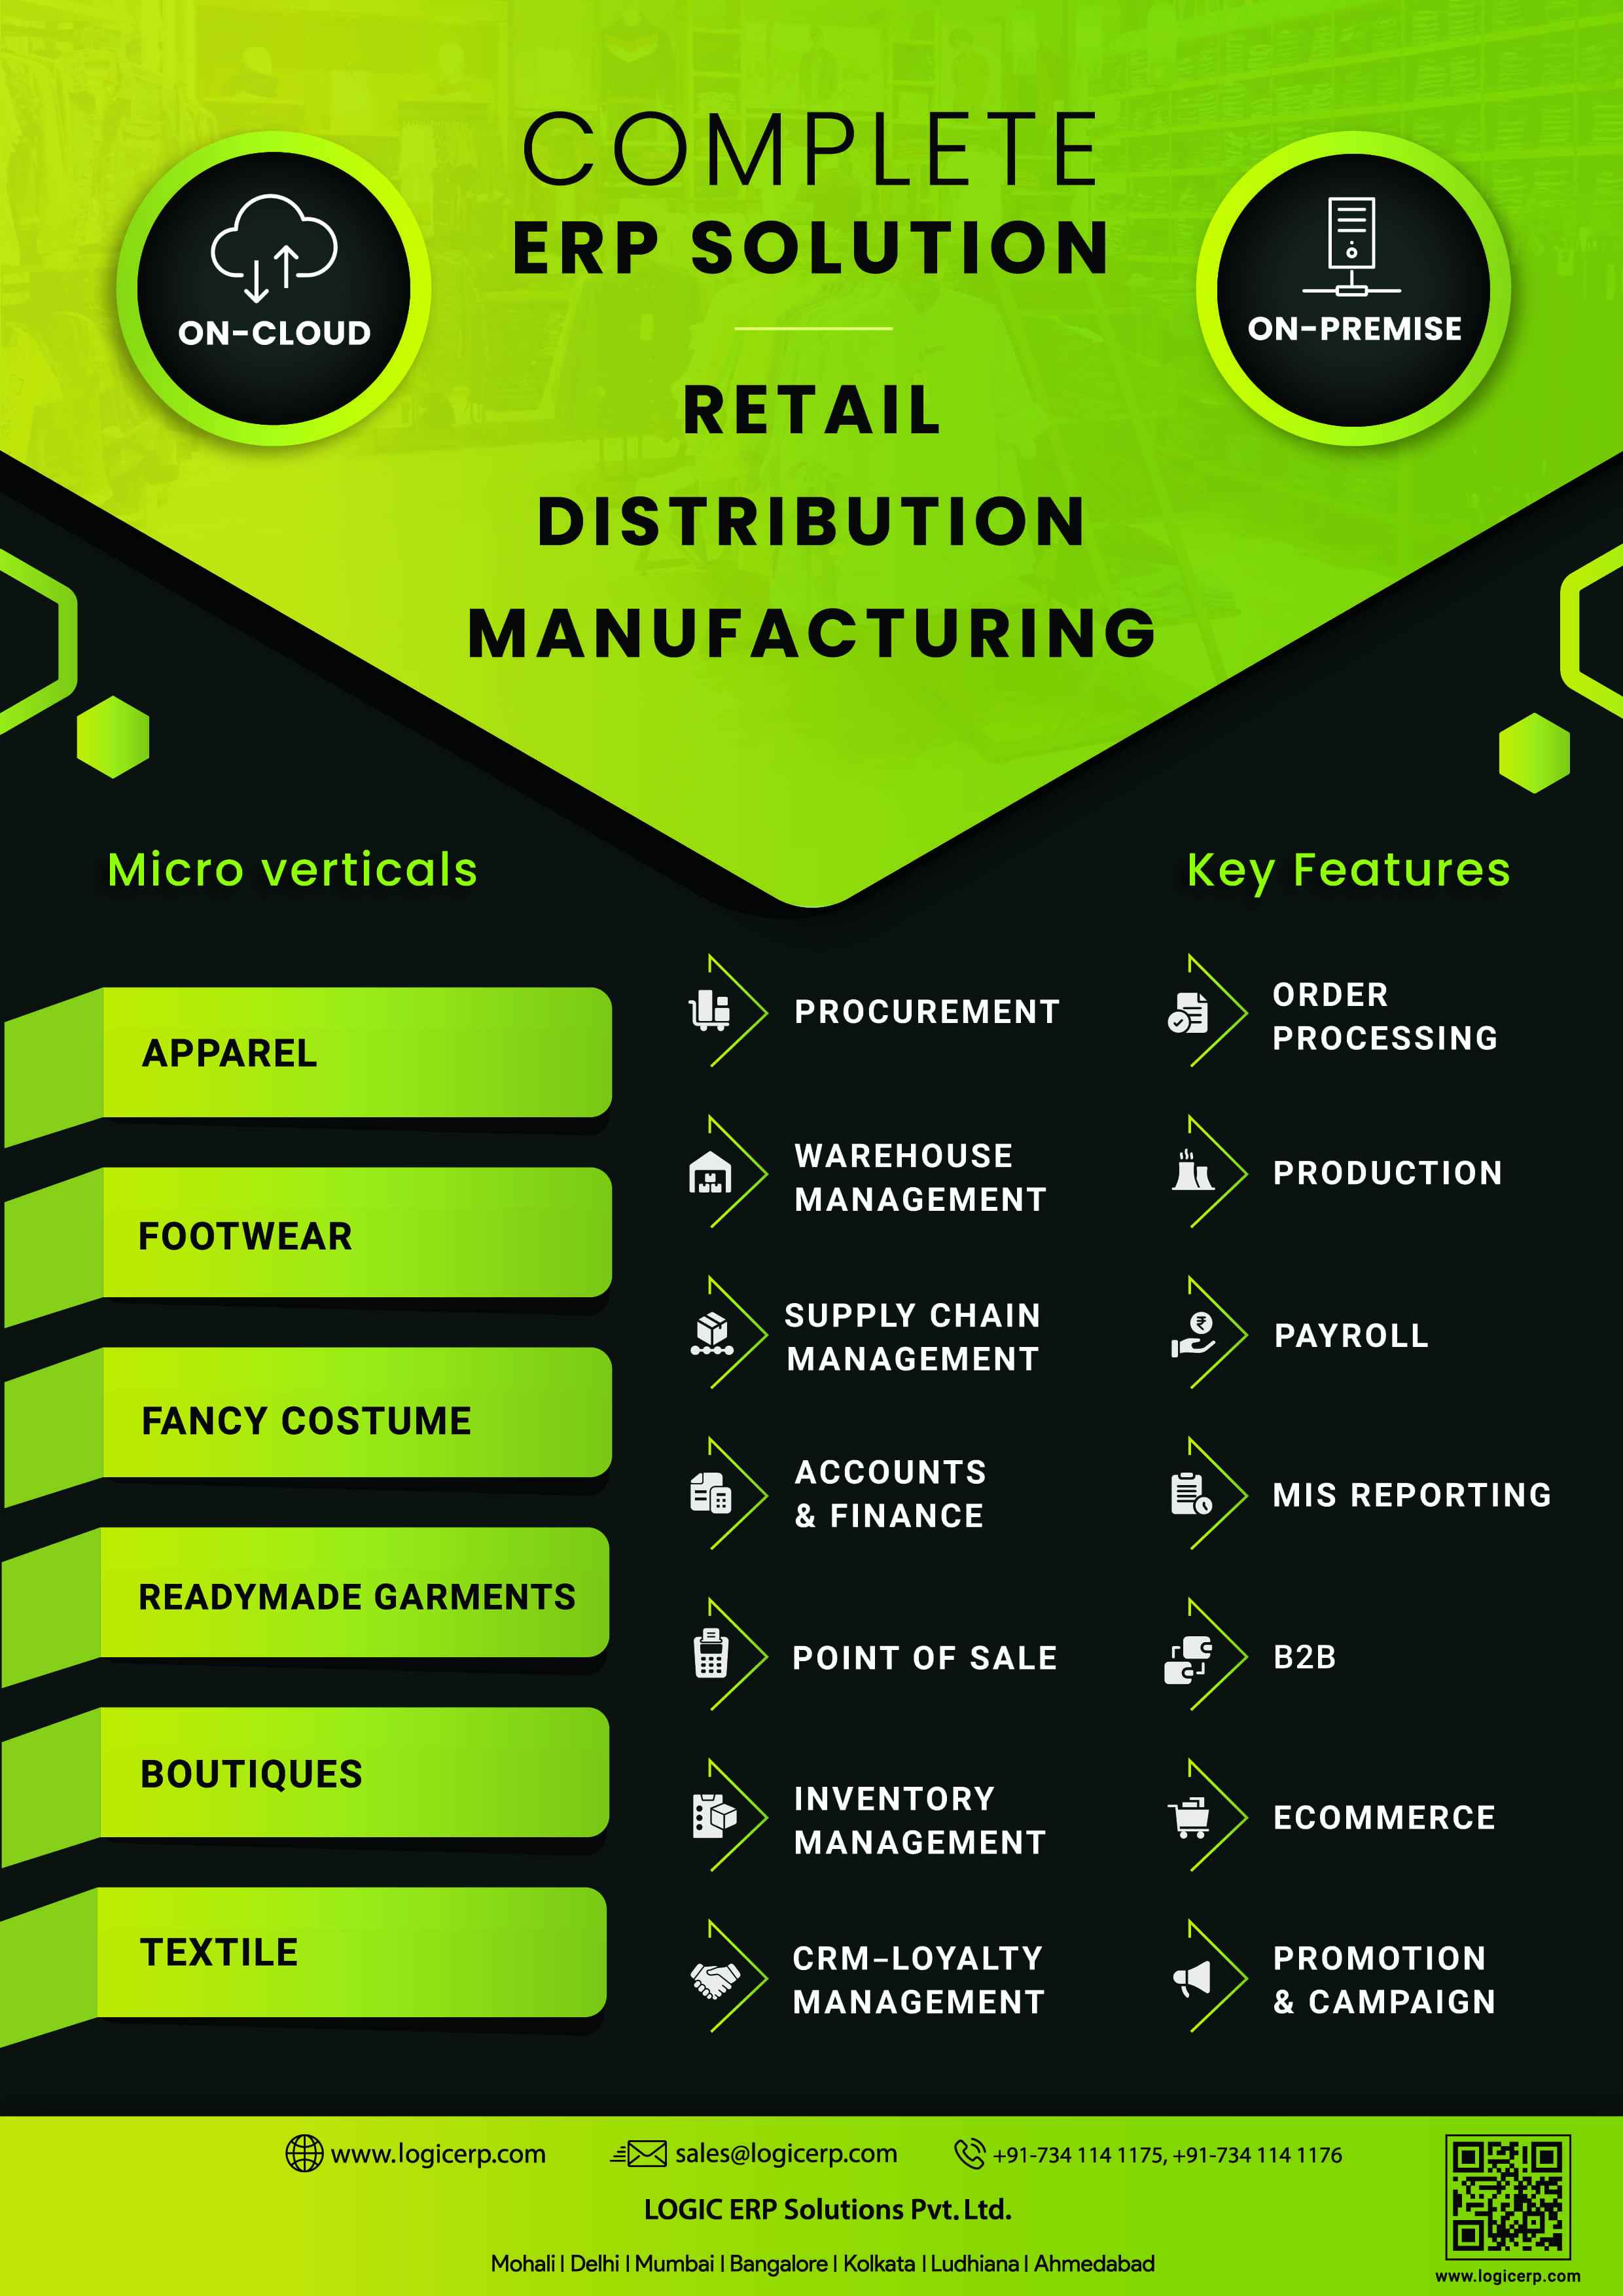 COMPLETE
ERP SOLUTION
ON-CLOUD
ON-PREMISE
RETAIL
DISTRIBUTION
MANUFACTURING
Micro verticals
APPAREL
FOOTWEAR
FANCY COSTUME
READYMADE GARMENTS
BOUTIQUES
TEXTILE
Key Features
PROCUREMENT
WAREHOUSE
MANAGEMENT
SUPPLY CHAIN
MANAGEMENT
ACCOUNTS
& FINANCE
POINT OF SALE
INVENTORY
MANAGEMENT
CRM-LOYALTY
MANAGEMENT
ORDER
PROCESSING
PRODUCTION
₹
PAYROLL
MIS REPORTING
B2B
ECOMMERCE
PROMOTION
& CAMPAIGN
www.logicerp.com sales@logicerp.com +91-734 114 1175, +91-734 114 1176
LOGIC ERP Solutions Pvt. Ltd.
Mohali | Delhi | Mumbai | Bangalore | Kolkata | Ludhiana | Ahmedabad
www.logicerp.com